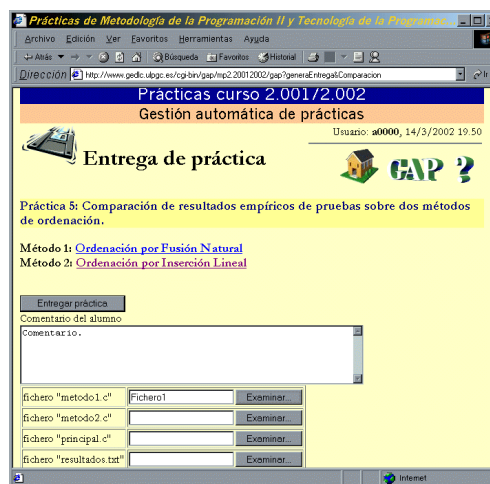 Prácticas de Metodología de la Programación II y Tecnología de la Programac...
Archivo Edición Ver Favoritos Herramientas Ayuda
Atrás Búsqueda Favoritos Historial
Dirección http://www.gedlc.ulpgc.es/cgi-bin/gap/mp2.20012002/gap?generaEntrega&Comparacion Ir
Prácticas curso 2.001/2.002
Gestión automática de prácticas
Usuario: a0000, 14/3/2002 19.50
Entrega de práctica
GAP ?
Práctica 5: Comparación de resultados empíricos de pruebas sobre dos métodos
de ordenación.
Método 1: Ordenación por Fusión Natural
Método 2: Ordenación por Inserción Lineal
Entregar práctica
Comentario del alumno
Comentario.
fichero "metodo1.c" Fichero1 Examinar...
fichero "metodo2.c" Examinar...
fichero "principal.c" Examinar...
fichero "resultados.txt" Examinar...
Internet